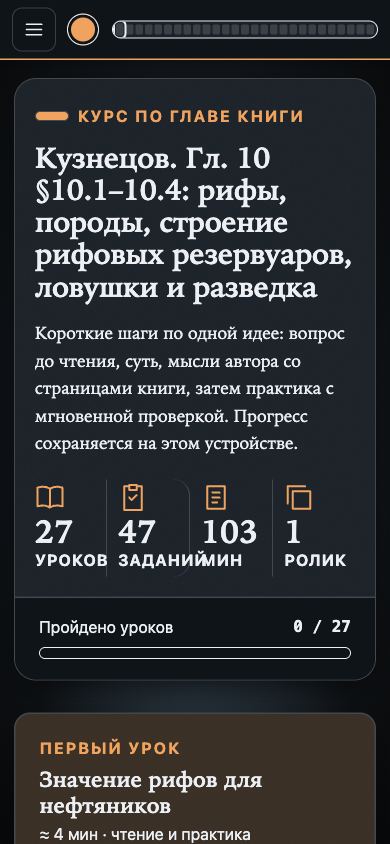 КУРС ПО ГЛАВЕ КНИГИ
Кузнецов. Гл. 10
§10.1–10.4: рифы,
породы, строение
рифовых резервуаров,
ловушки и разведка
Короткие шаги по одной идее: вопрос
до чтения, суть, мысли автора со
страницами книги, затем практика с
мгновенной проверкой. Прогресс
сохраняется на этом устройстве.
27 47 103 1
УРОКОВ ЗАДАНИЙ МИН РОЛИК
Пройдено уроков 0 / 27
ПЕРВЫЙ УРОК
Значение рифов для
нефтяников
≈ 4 мин · чтение и практика